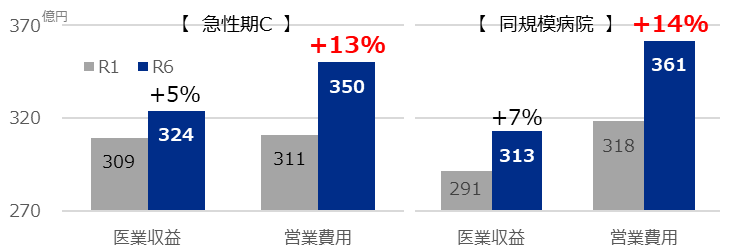 億円
370
320
270
【 急性期C 】
R1 R6
+5%
309
324
+13%
311
350
医業収益
営業費用
【 同規模病院 】
+7%
291
313
+14%
318
361
医業収益
営業費用